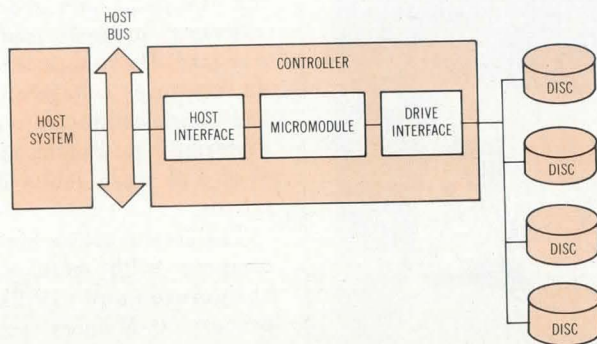 HOST
BUS
CONTROLLER
HOST
SYSTEM
HOST
INTERFACE
MICROMODULE
DRIVE
INTERFACE
DISC
DISC
DISC
DISC